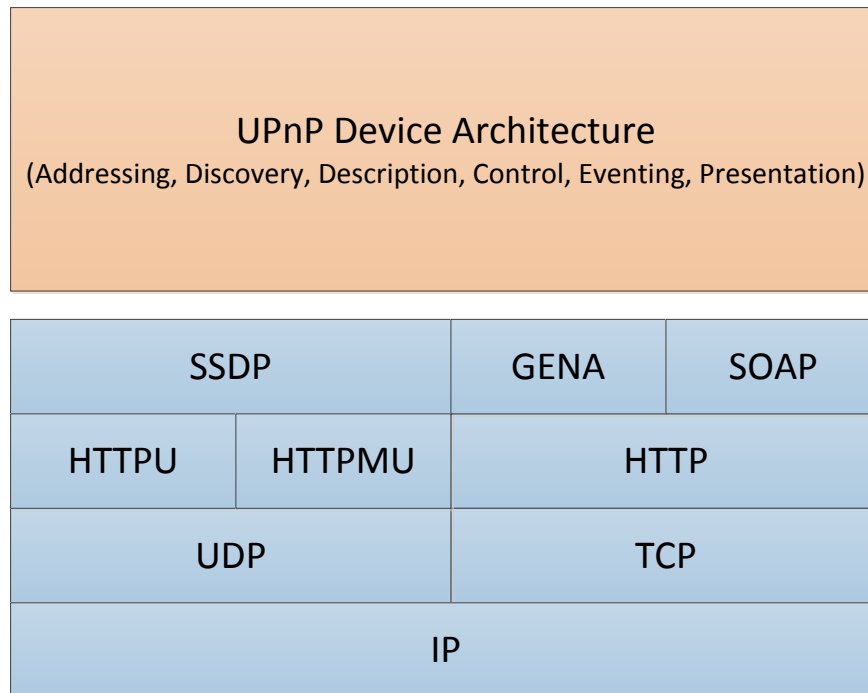 UPnP Device Architecture
(Addressing, Discovery, Description, Control, Eventing, Presentation)
SSDP
GENA
SOAP
HTTPU
HTTPMU
HTTP
UDP
TCP
IP